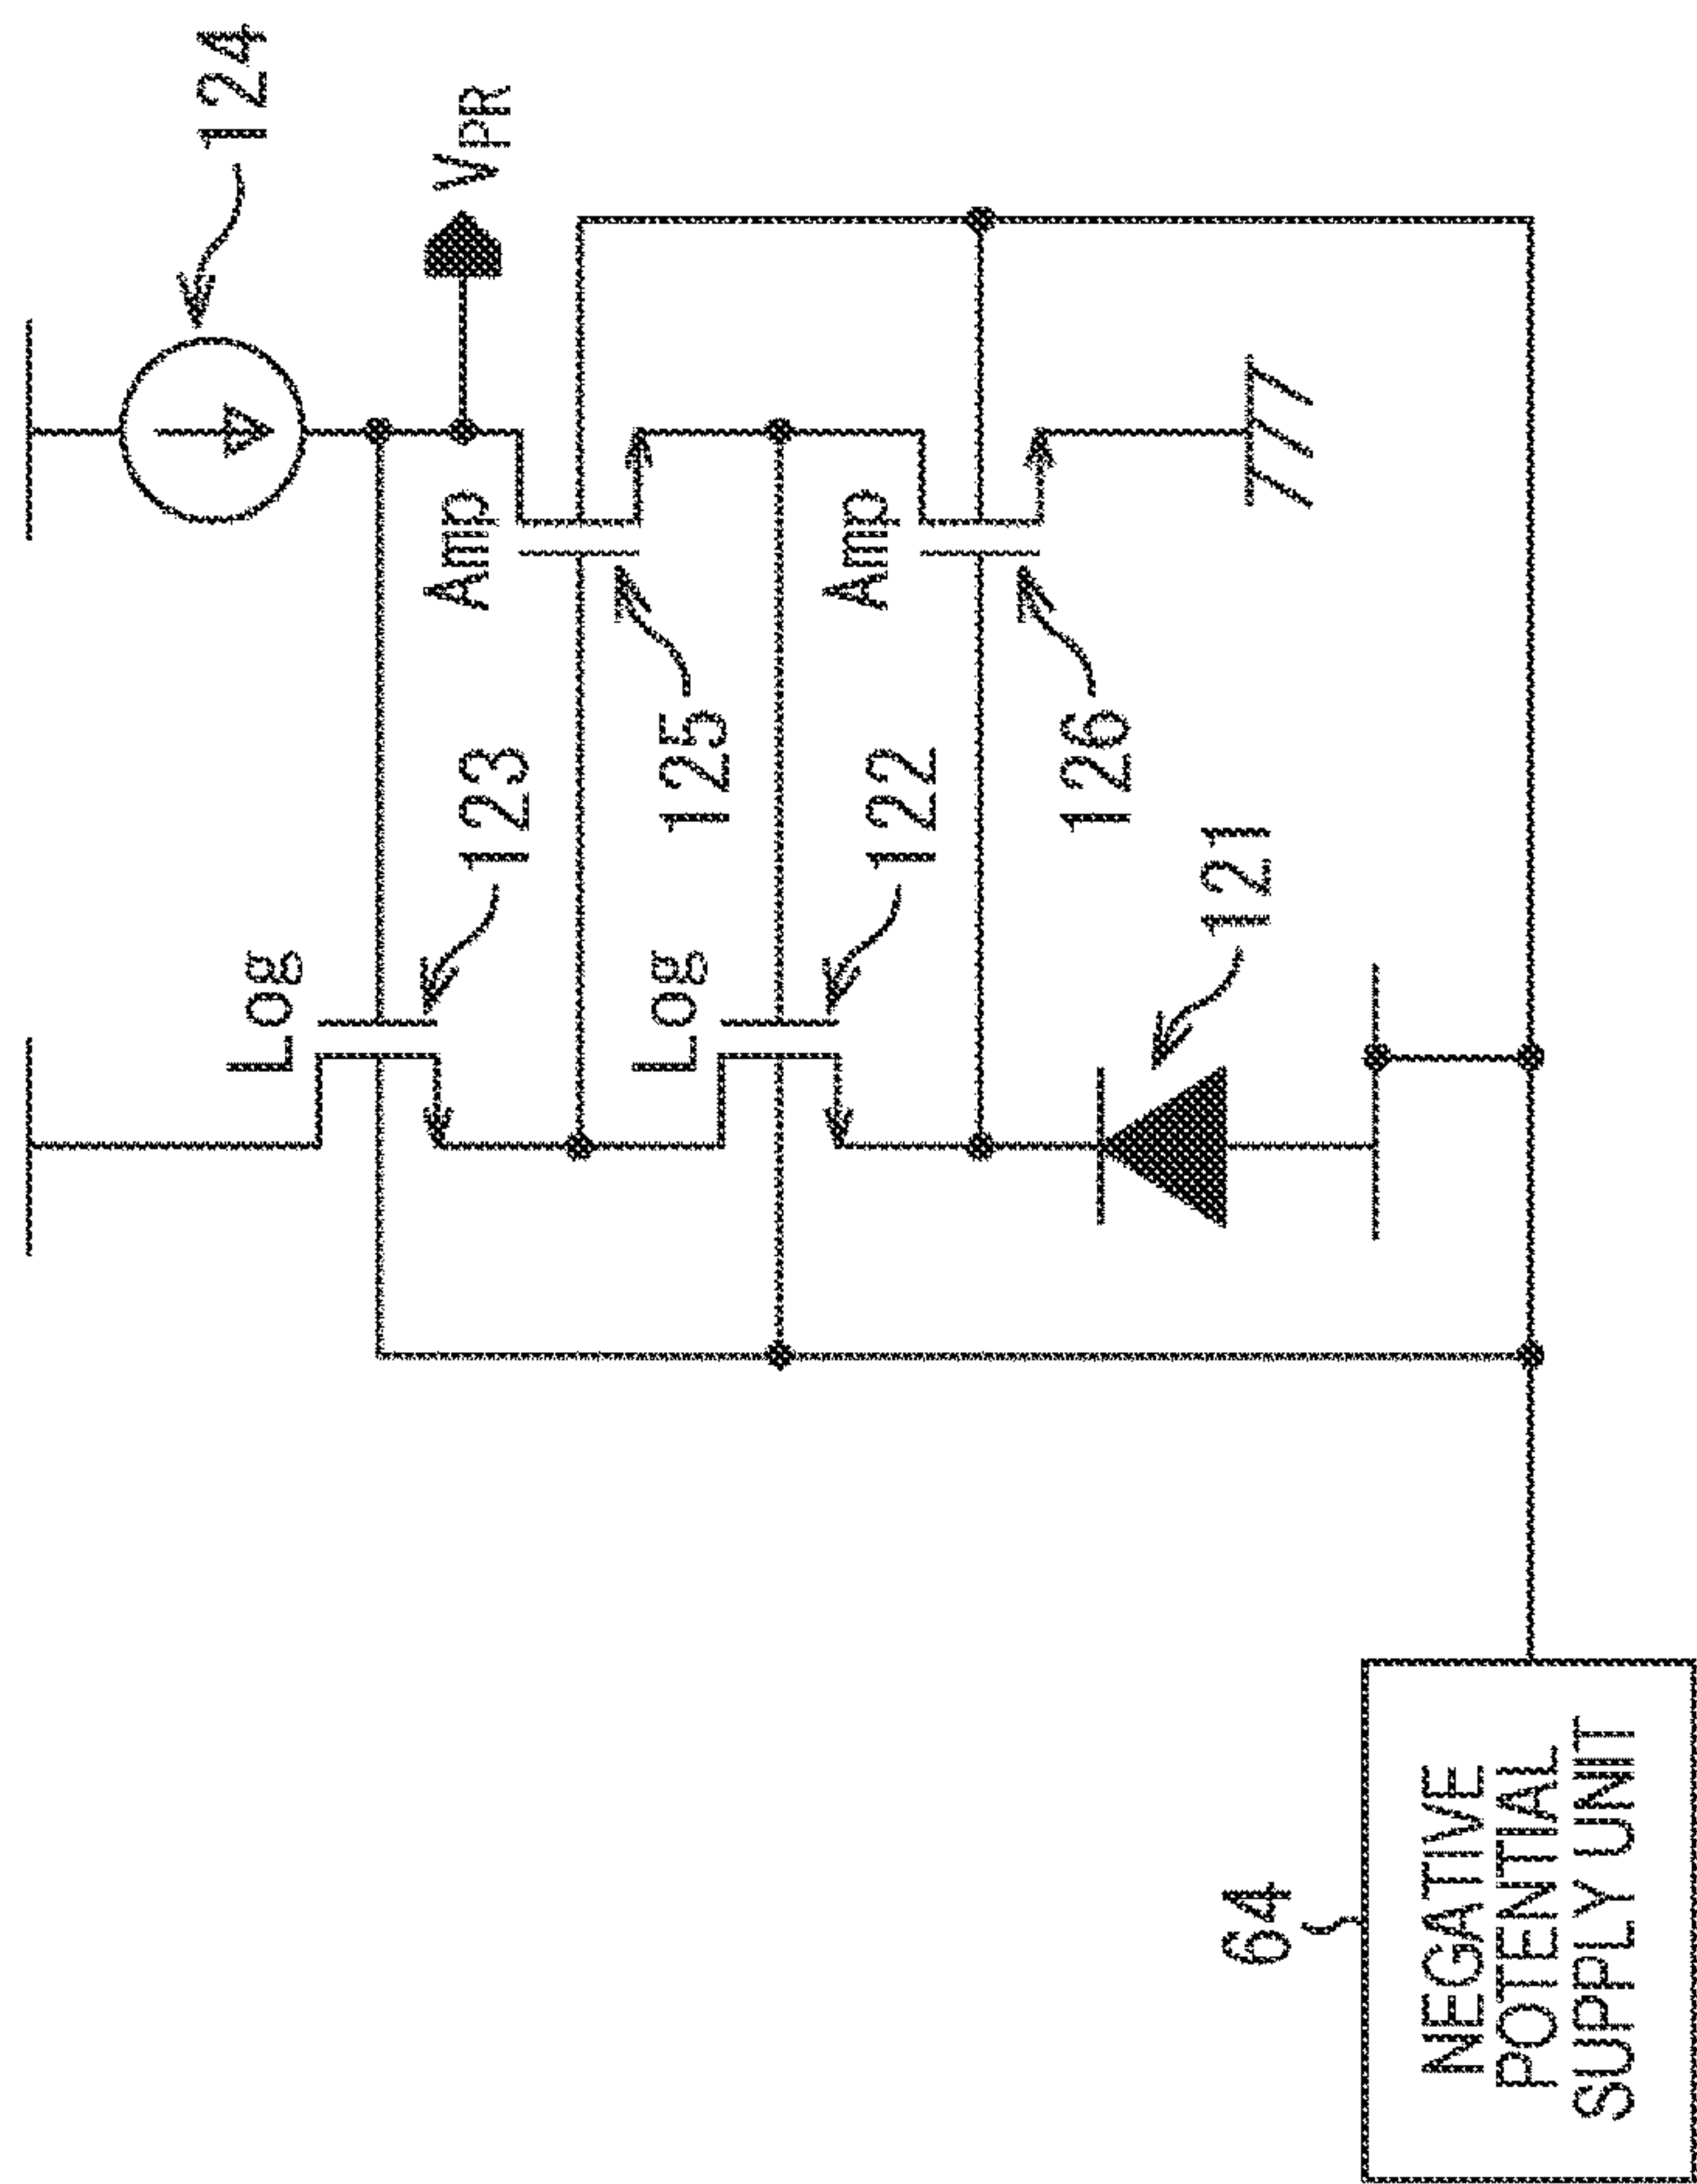 124
VPR
Log
Amp
123
125
Log
Amp
122
126
121
64
NEGATIVE
POTENTIAL
SUPPLY UNIT